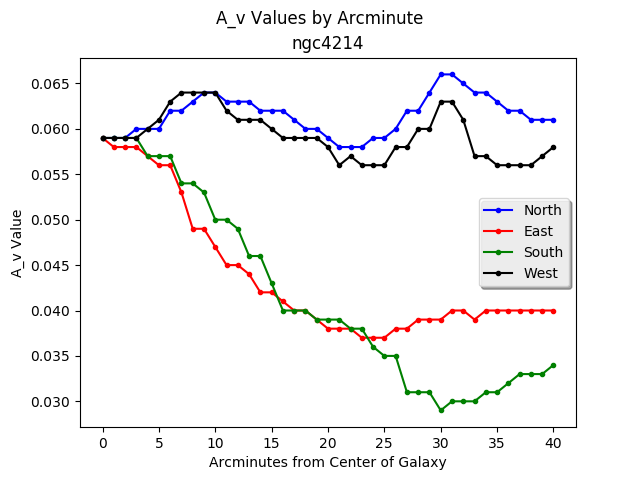 A_v Values by Arcminute
ngc4214
0.065
0.060
0.055
0.050
0.045
0.040
0.035
0.030
A_v Value
North
East
South
West
0 5 10 15 20 25 30 35 40
Arcminutes from Center of Galaxy